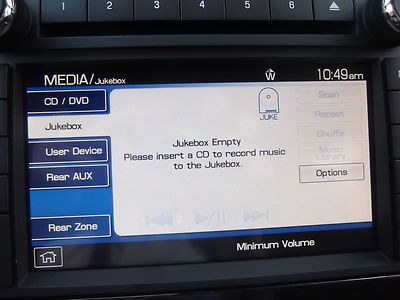 1 2 3 4 5 6
MEDIA/Jukebox W 10:49am
CD / DVD
Jukebox
User Device
Rear AUX
Rear Zone
JUKE
Jukebox Empty
Please insert a CD to record music
to the Jukebox.
Scan
Repeat
Shuffle
Music
Library
Options
Minimum Volume